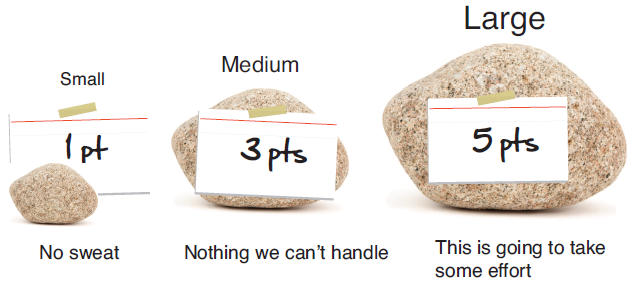 Small
Medium
Large
1 pt
3 pts
5 pts
No sweat
Nothing we can't handle
This is going to take
some effort